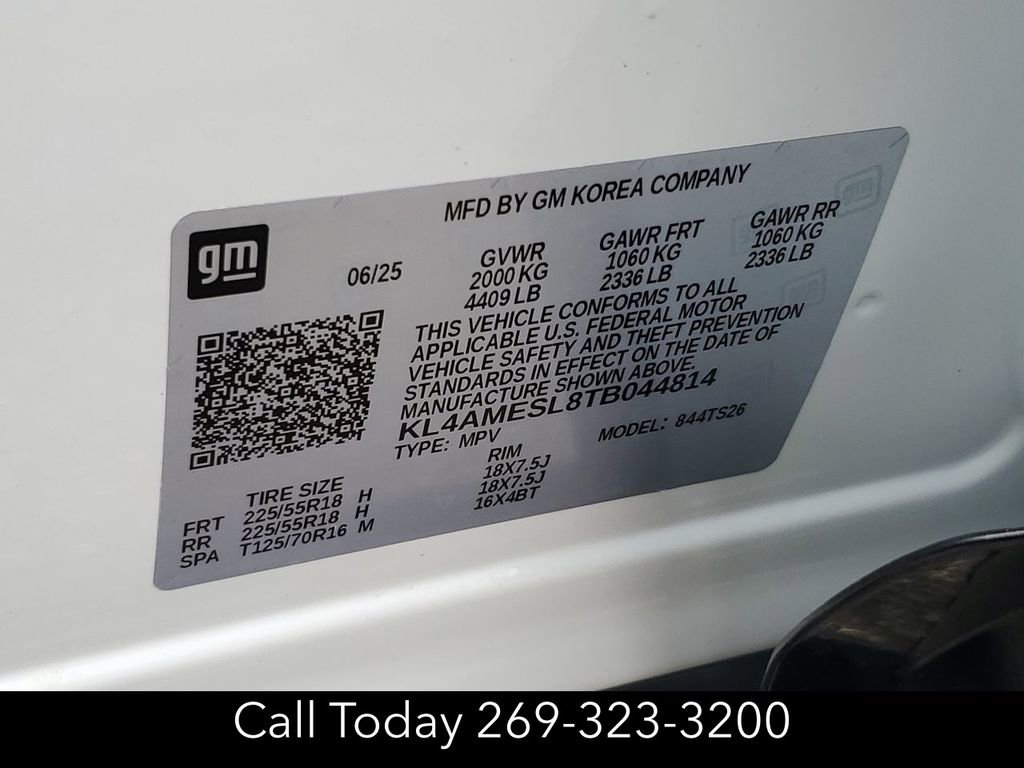 MFD BY GM KOREA COMPANY
gm
06/25
GVWR GAWR FRT GAWR RR
2000 KG 1060 KG 1060 KG
4409 LB 2336 LB 2336 LB
THIS VEHICLE CONFORMS TO ALL
APPLICABLE U.S. FEDERAL MOTOR
VEHICLE SAFETY AND THEFT PREVENTION
STANDARDS IN EFFECT ON THE DATE OF
MANUFACTURE SHOWN ABOVE.
KL4AMESL8TB044814
TYPE: MPV MODEL: 844TS26
TIRE SIZE RIM
FRT 225/55R18 H 18X7.5J
RR 225/55R18 H 18X7.5J
SPA T125/70R16 M 16X4BT
Call Today 269-323-3200